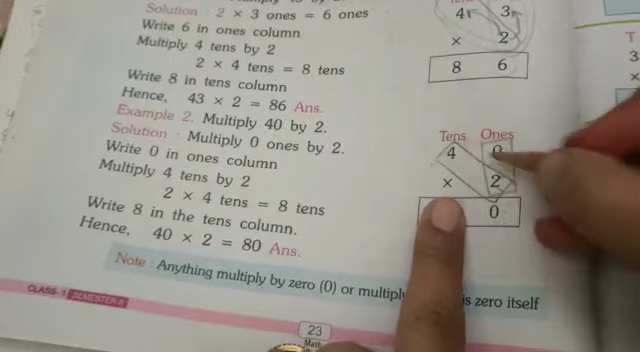 Solution : 2 × 3 ones = 6 ones
Write 6 in ones column
Multiply 4 tens by 2
2 × 4 tens = 8 tens
Write 8 in tens column
Hence, 43 × 2 = 86 Ans.
Example 2. Multiply 40 by 2.
Solution : Multiply 0 ones by 2.
Write 0 in ones column
Multiply 4 tens by 2
2 × 4 tens = 8 tens
Write 8 in the tens column.
Hence, 40 × 2 = 80 Ans.
4 3
× 2
8 6
Tens Ones
4 0
× 2
0
Note : Anything multiply by zero (0) or multiply is zero itself
CLASS-1 SEMESTER-II
23
T
3
×